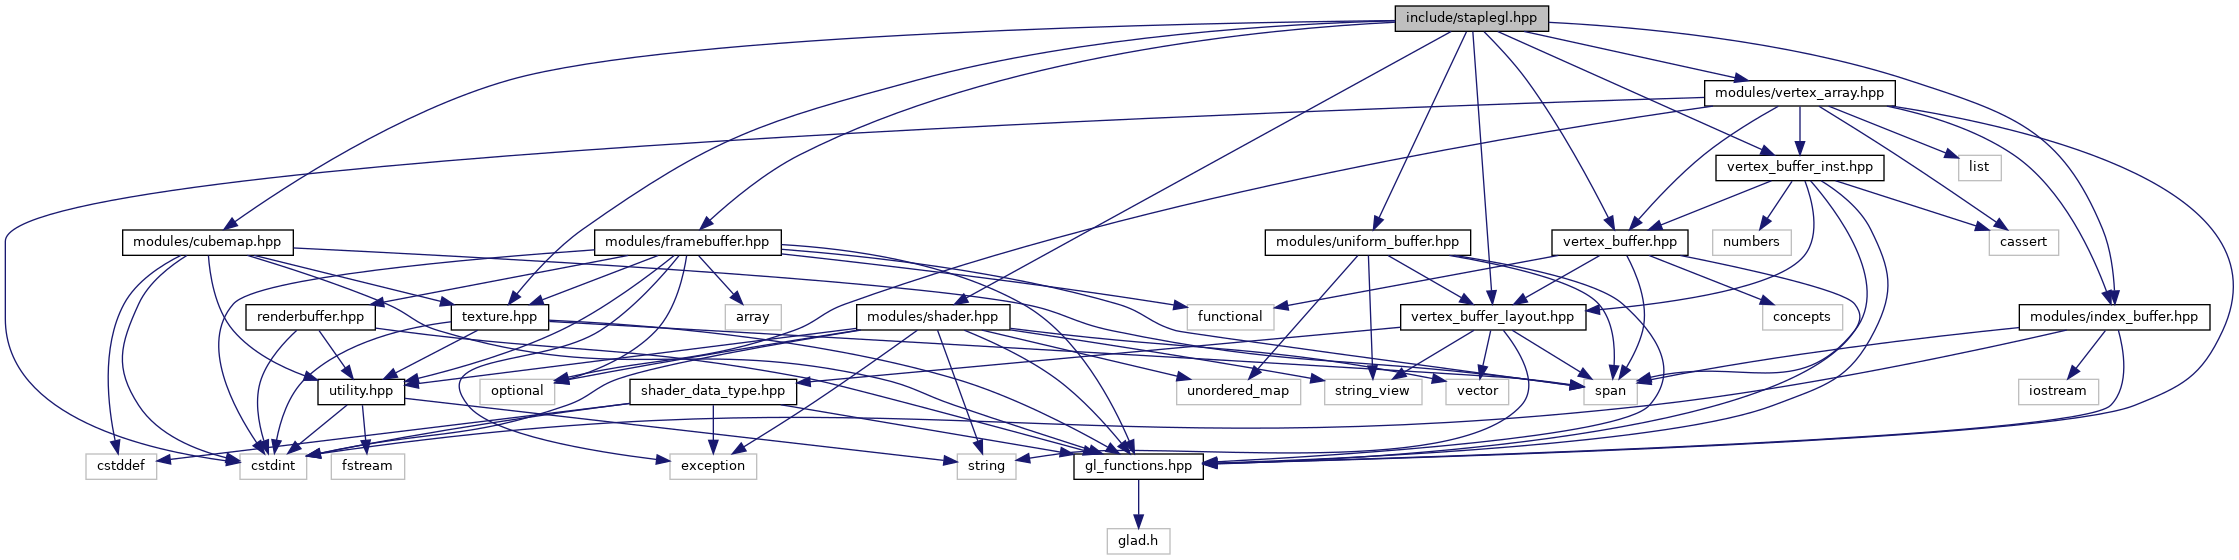 include/staplegl.hpp
modules/vertex_array.hpp
vertex_buffer_inst.hpp
list
modules/cubemap.hpp
modules/framebuffer.hpp
modules/uniform_buffer.hpp
vertex_buffer.hpp
numbers
cassert
renderbuffer.hpp
texture.hpp
array
modules/shader.hpp
functional
vertex_buffer_layout.hpp
concepts
modules/index_buffer.hpp
utility.hpp
optional
shader_data_type.hpp
unordered_map
string_view
vector
span
iostream
cstddef
cstdint
fstream
exception
string
gl_functions.hpp
glad.h